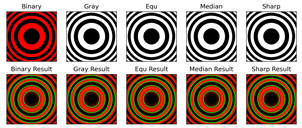 Binary Gray Equ Median Sharp
Binary Result Gray Result Equ Result Median Result Sharp Result